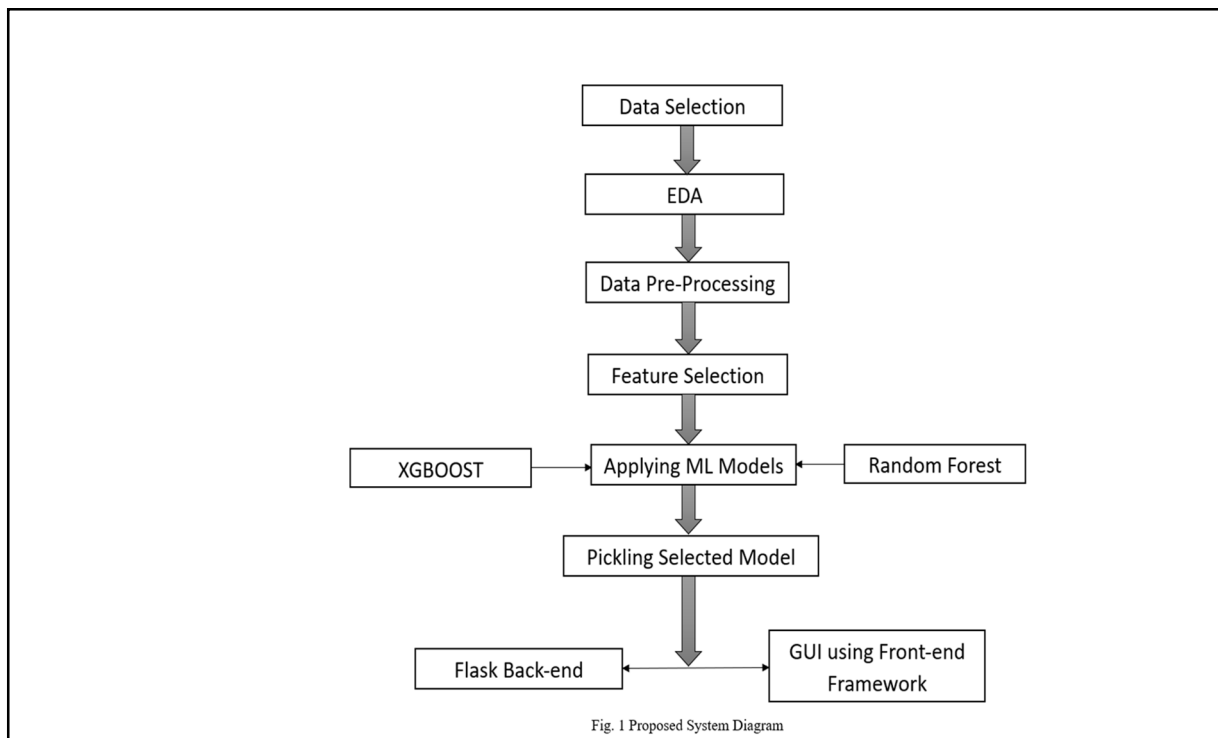 Data Selection
EDA
Data Pre-Processing
Feature Selection
XGBOOST
Applying ML Models
Random Forest
Pickling Selected Model
Flask Back-end
GUI using Front-end
Framework
Fig. 1 Proposed System Diagram